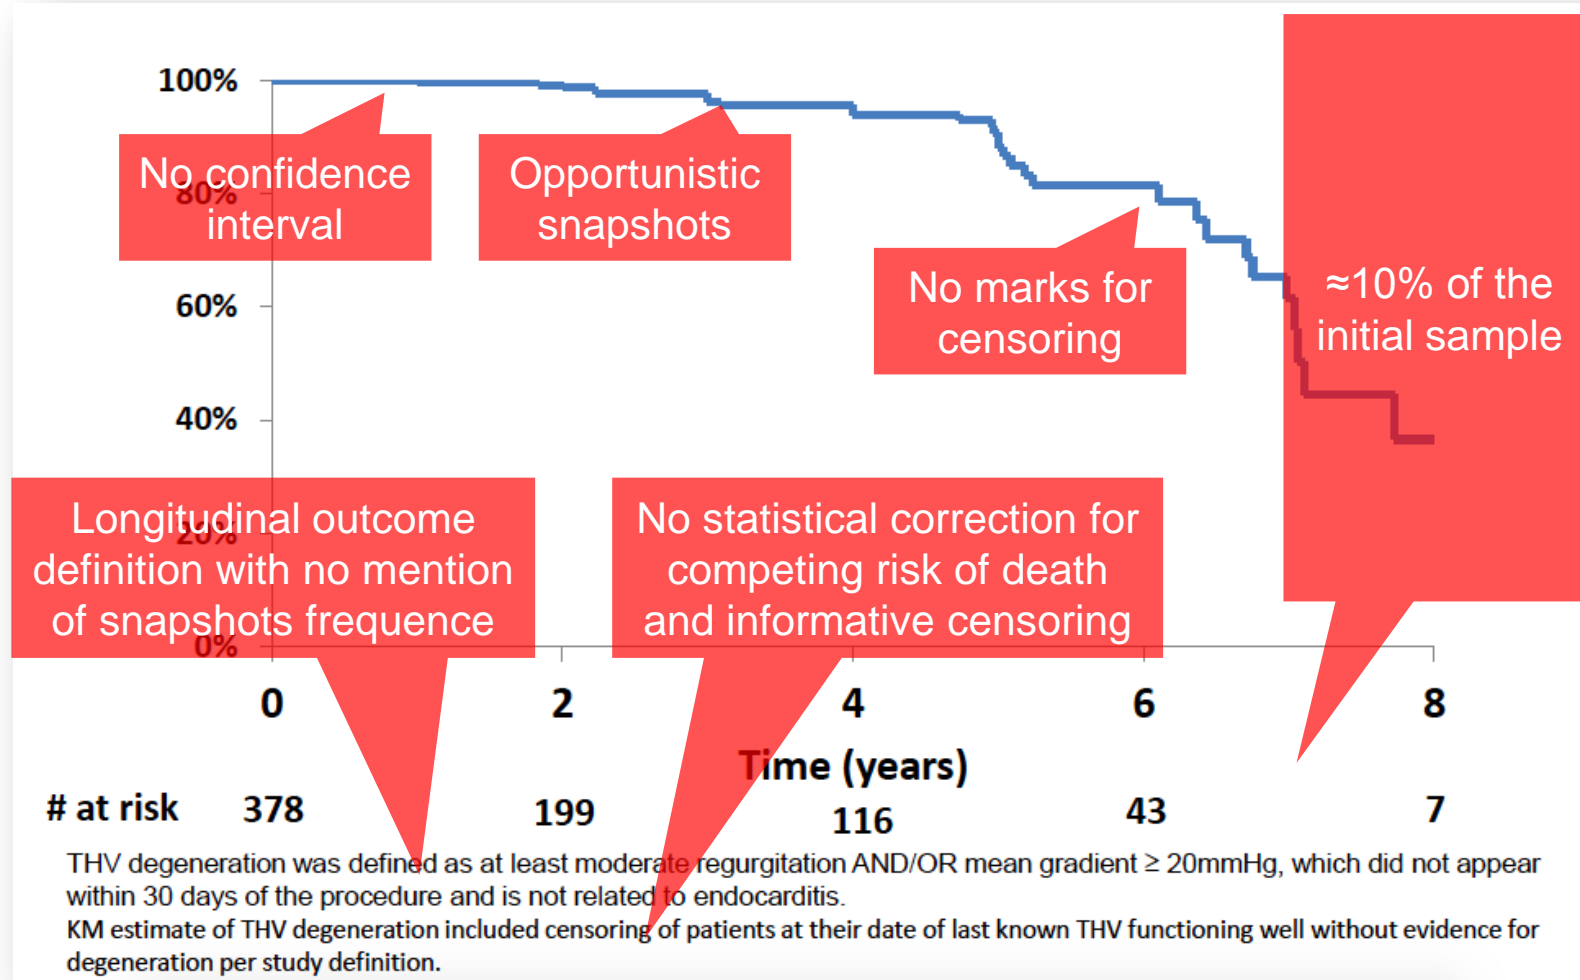 100%
No confidence
interval
80%
Opportunistic
snapshots
No marks for
censoring
≈10% of the
initial sample
60%
40%
Longitudinal outcome
definition with no mention
of snapshots frequence
20%
No statistical correction for
competing risk of death
and informative censoring
0%
0 2 4 6 8
Time (years)
# at risk 378 199 116 43 7
THV degeneration was defined as at least moderate regurgitation AND/OR mean gradient ≥ 20mmHg, which did not appear
within 30 days of the procedure and is not related to endocarditis.
KM estimate of THV degeneration included censoring of patients at their date of last known THV functioning well without evidence for
degeneration per study definition.